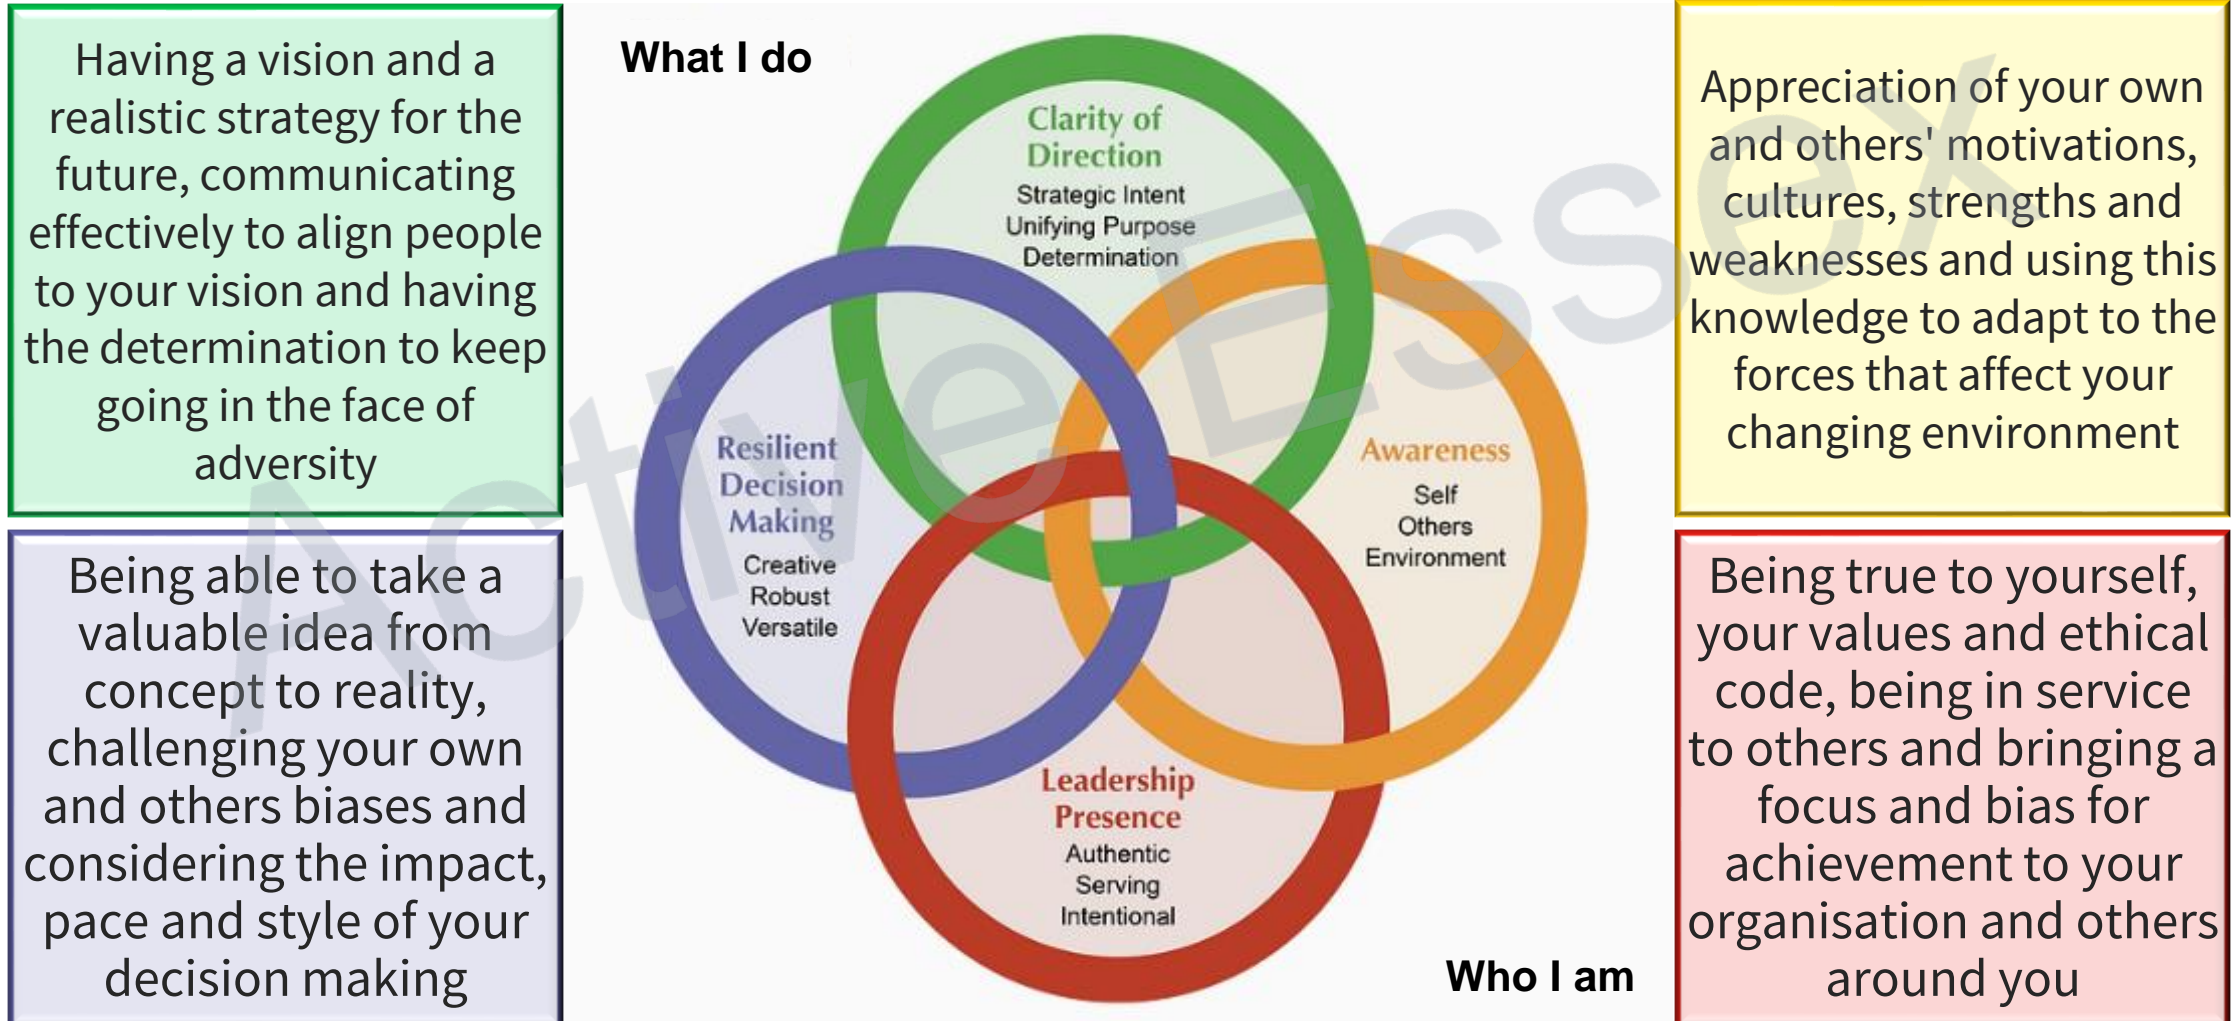 Having a vision and a
realistic strategy for the
future, communicating
effectively to align people
to your vision and having
the determination to keep
going in the face of
adversity
Being able to take a
valuable idea from
concept to reality,
challenging your own
and others biases and
considering the impact,
pace and style of your
decision making
What I do
Clarity of
Direction
Strategic Intent
Unifying Purpose
Determination
Resilient
Decision
Making
Creative
Robust
Versatile
Awareness
Self
Others
Environment
Leadership
Presence
Authentic
Serving
Intentional
Who I am
Appreciation of your own
and others' motivations,
cultures, strengths and
weaknesses and using this
knowledge to adapt to the
forces that affect your
changing environment
Being true to yourself,
your values and ethical
code, being in service
to others and bringing a
focus and bias for
achievement to your
organisation and others
around you
Active Essex